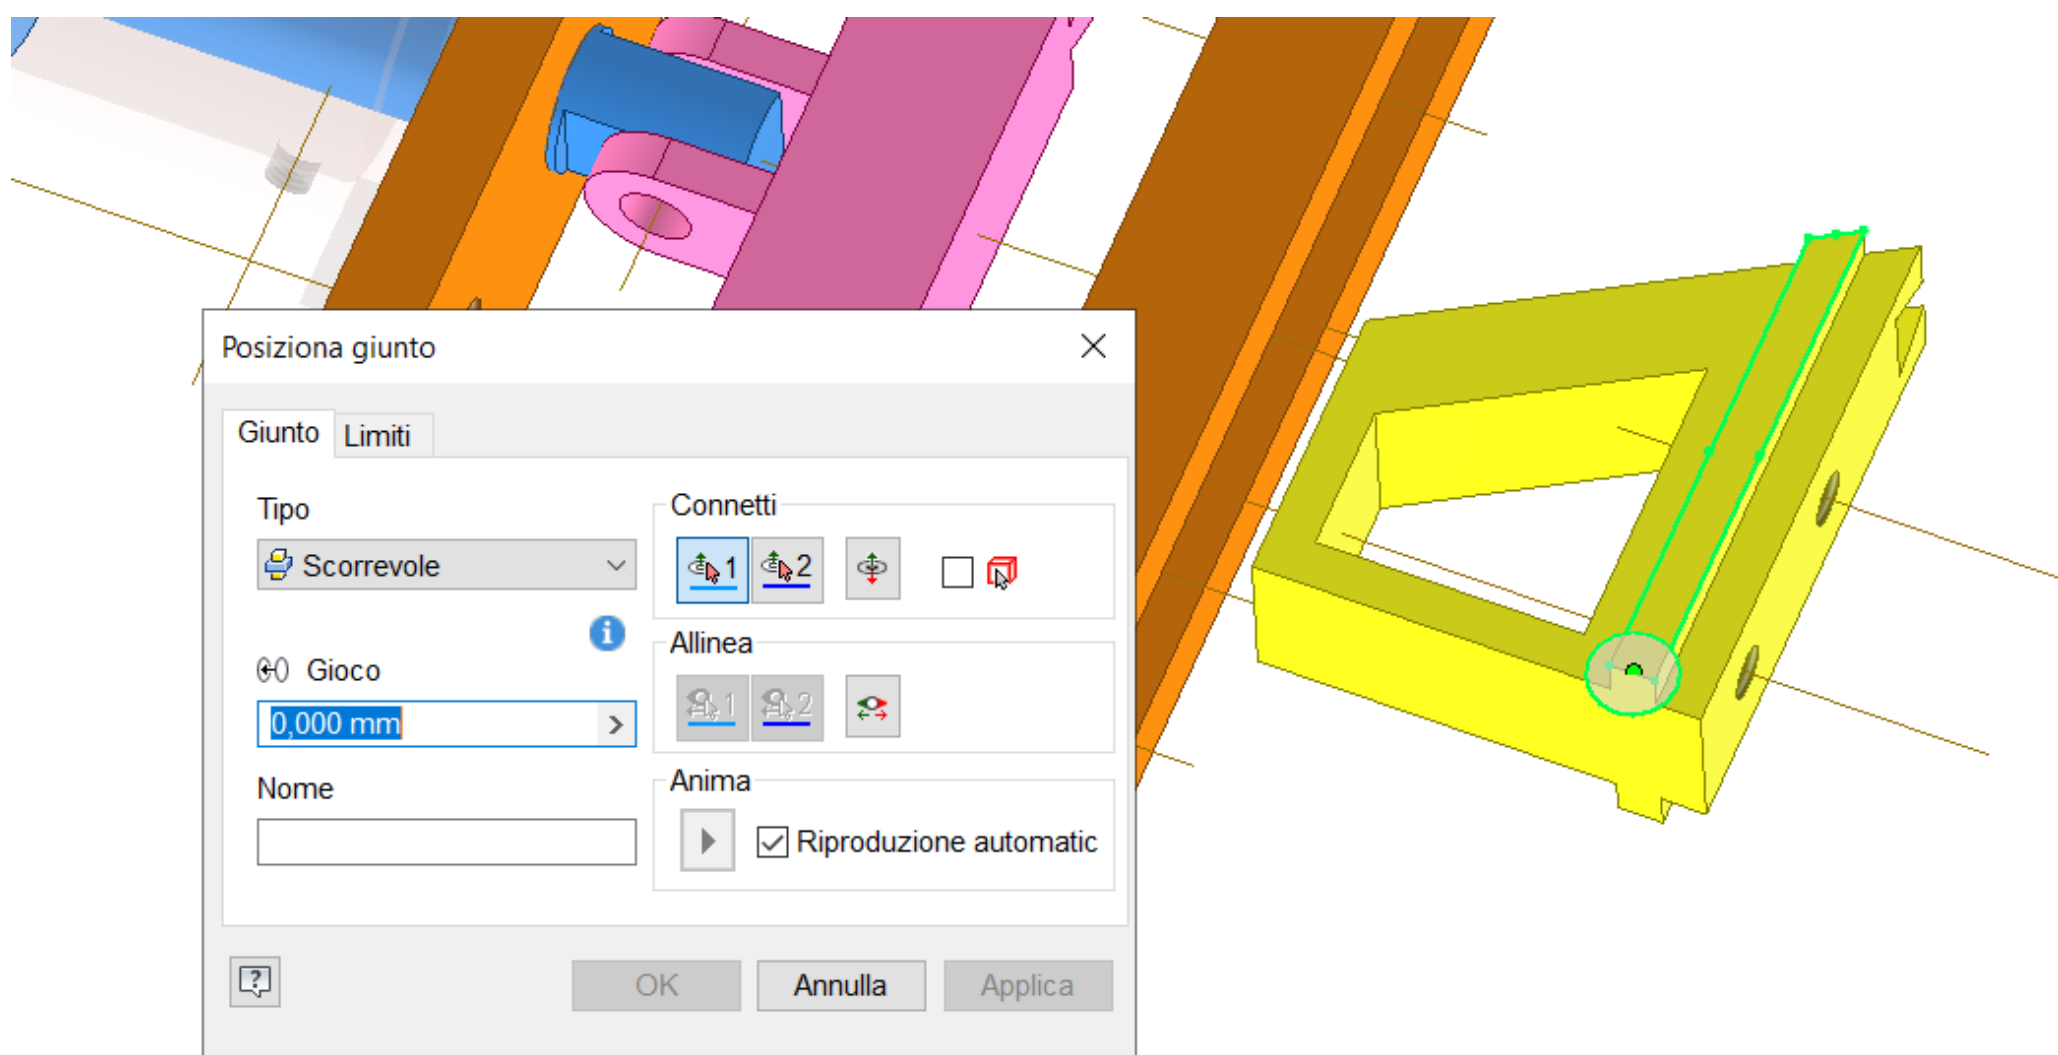 Posiziona giunto
Giunto
Limiti
Tipo
Scorrevole
Gioco
0,000 mm
Nome
Connetti
1
2
Allinea
1
2
Anima
Riproduzione automatic
OK
Annulla
Applica